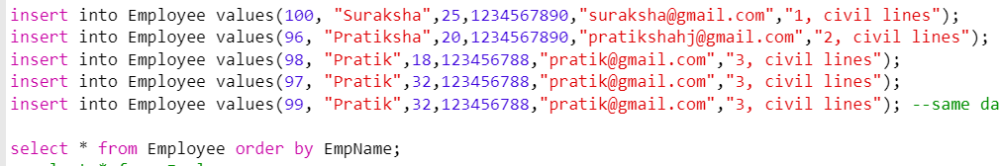 insert into Employee values(100, "Suraksha",25,1234567890,"suraksha@gmail.com","1, civil lines");
insert into Employee values(96, "Pratiksha",20,1234567890,"pratikshahj@gmail.com","2, civil lines");
insert into Employee values(98, "Pratik",18,123456788,"pratik@gmail.com","3, civil lines");
insert into Employee values(97, "Pratik",32,123456788,"pratik@gmail.com","3, civil lines");
insert into Employee values(99, "Pratik",32,123456788,"pratik@gmail.com","3, civil lines"); --same da
select * from Employee order by EmpName;